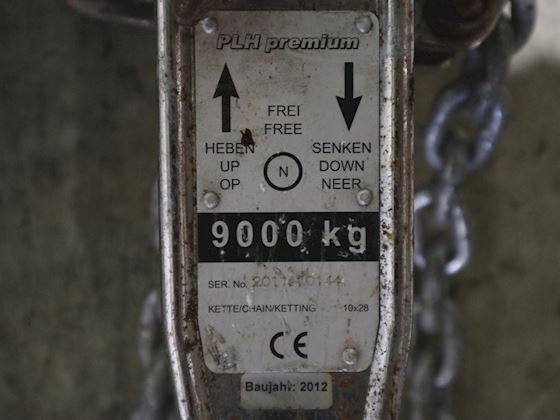 PLH premium
FREI
FREE
HEBEN
UP
OP
N
SENKEN
DOWN
NEER
9000 kg
SER. No.
KETTE/CHAIN/KETTING 10x28
CE
Baujahr: 2012